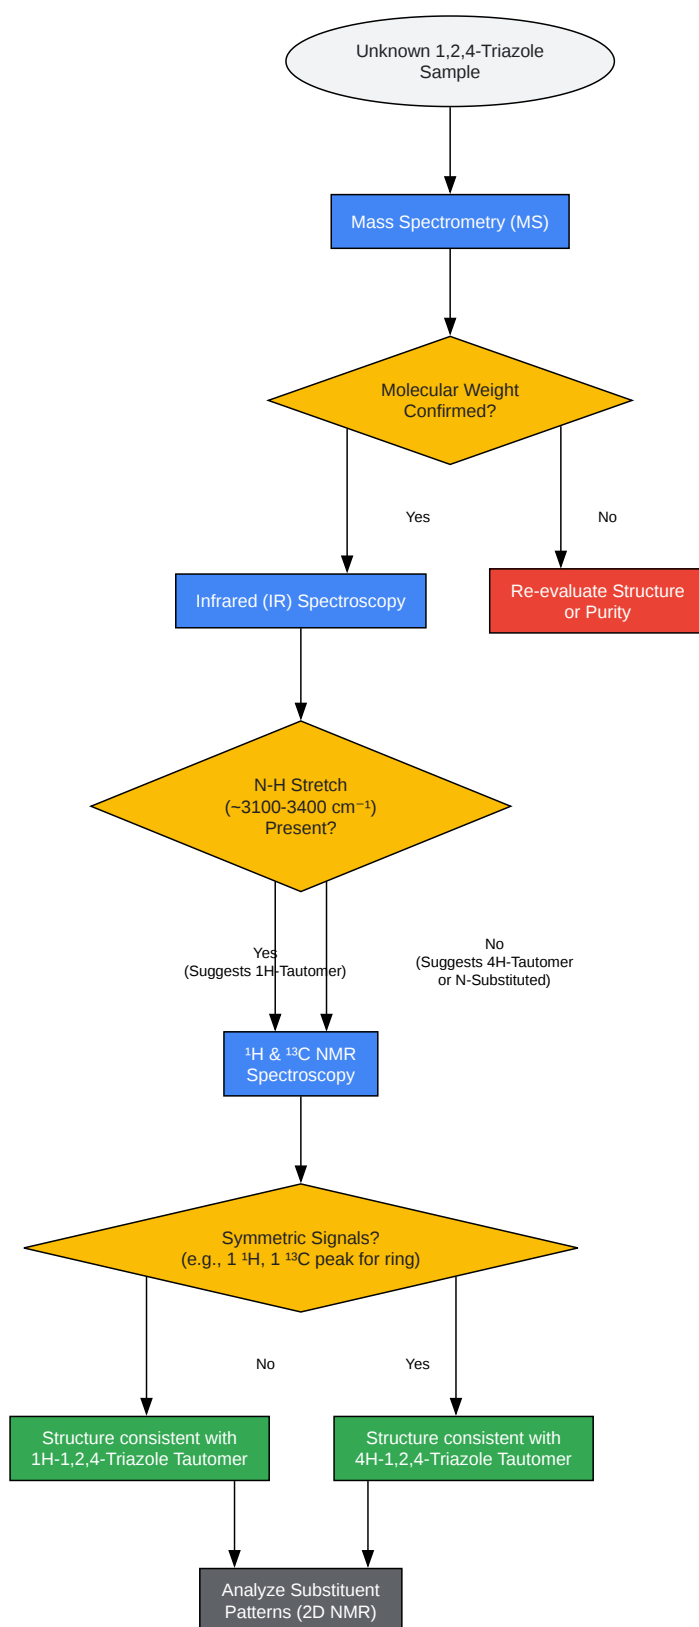 Unknown 1,2,4-Triazole
Sample
Mass Spectrometry (MS)
Molecular Weight
Confirmed?
Yes
No
Infrared (IR) Spectroscopy
Re-evaluate Structure
or Purity
N-H Stretch
(~3100-3400 cm⁻¹)
Present?
Yes
(Suggests 1H-Tautomer)
No
(Suggests 4H-Tautomer
or N-Substituted)
¹H & ¹³C NMR
Spectroscopy
Symmetric Signals?
(e.g., 1 ¹H, 1 ¹³C peak for ring)
No
Yes
Structure consistent with
1H-1,2,4-Triazole Tautomer
Structure consistent with
4H-1,2,4-Triazole Tautomer
Analyze Substituent
Patterns (2D NMR)